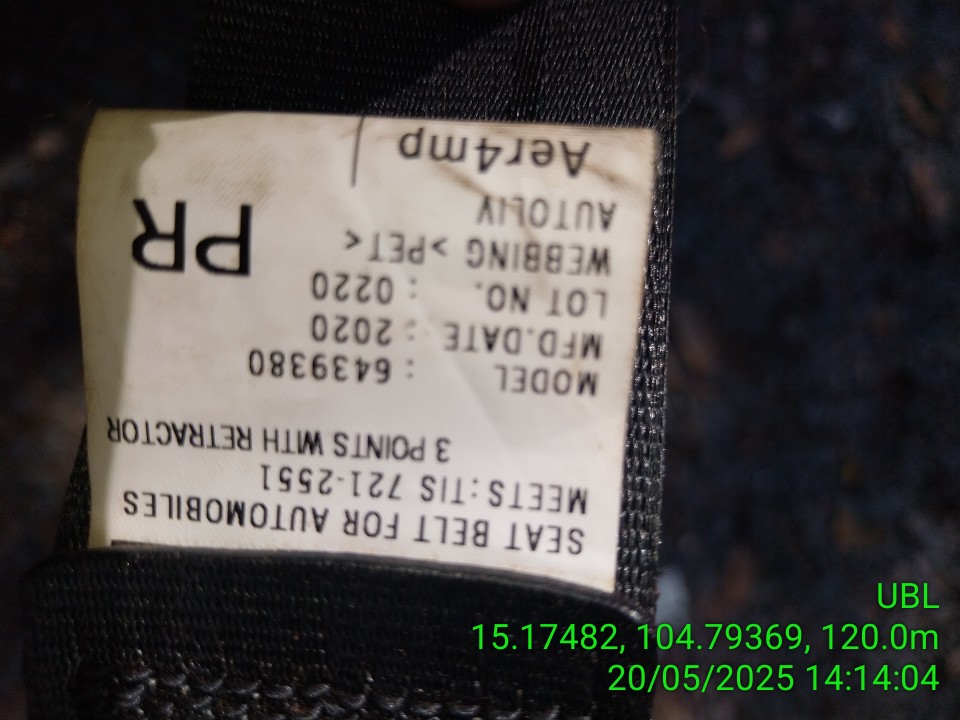 SEAT BELT FOR AUTOMOBILES
MEETS:TIS 721-2551
3 POINTS WITH RETRACTOR
MODEL : 6439380
MFD.DATE : 2020
LOT NO. : 0220
WEBBING >PET<
PR
AUTOLIV
Aer4mp
UBL
15.17482, 104.79369, 120.0m
20/05/2025 14:14:04